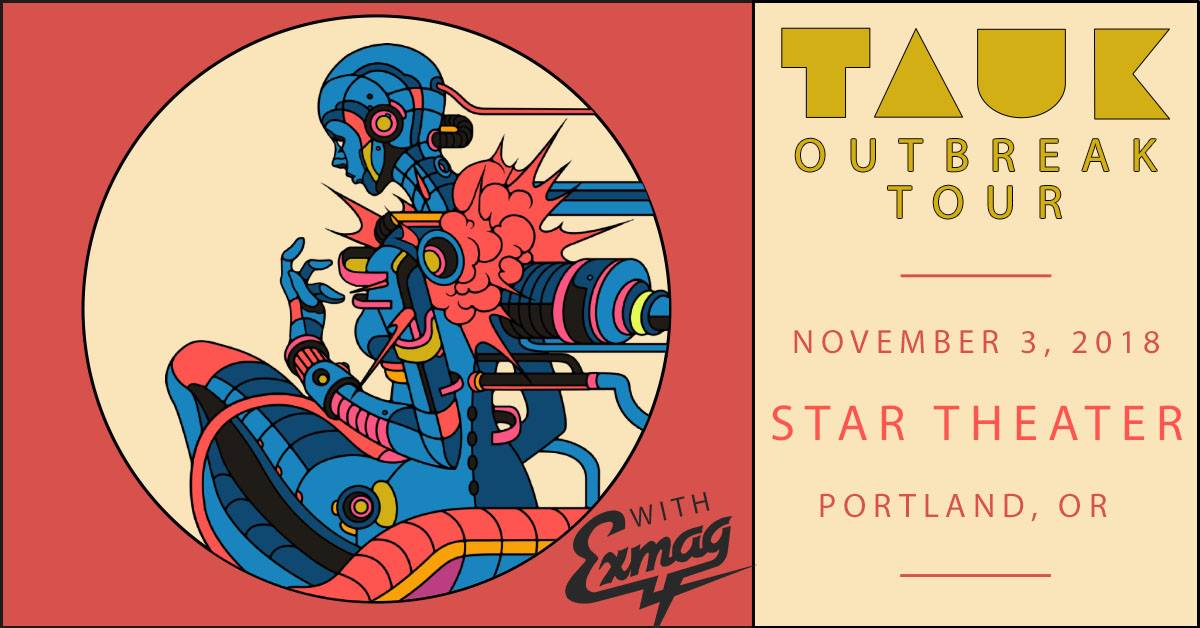 TAUK
OUTBREAK
TOUR
NOVEMBER 3, 2018
STAR THEATER
PORTLAND, OR
WITH
Exmag